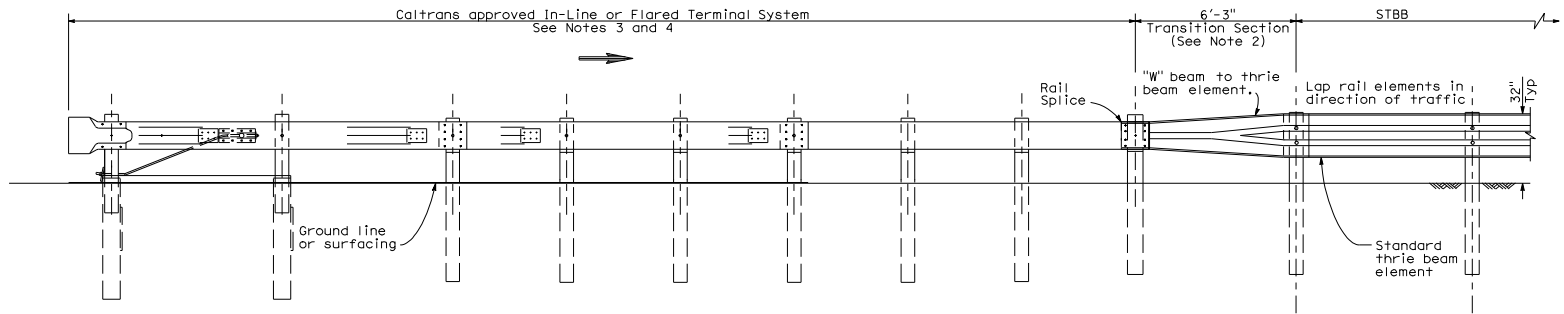 Caltrans approved In-Line or Flared Terminal System
See Notes 3 and 4
6'-3"
Transition Section
(See Note 2)
STBB
"W" beam to thrie
beam element.
Rail
Splice
Lap rail elements in
direction of traffic
32"
Typ
Ground line
or surfacing
Standard
thrie beam
element